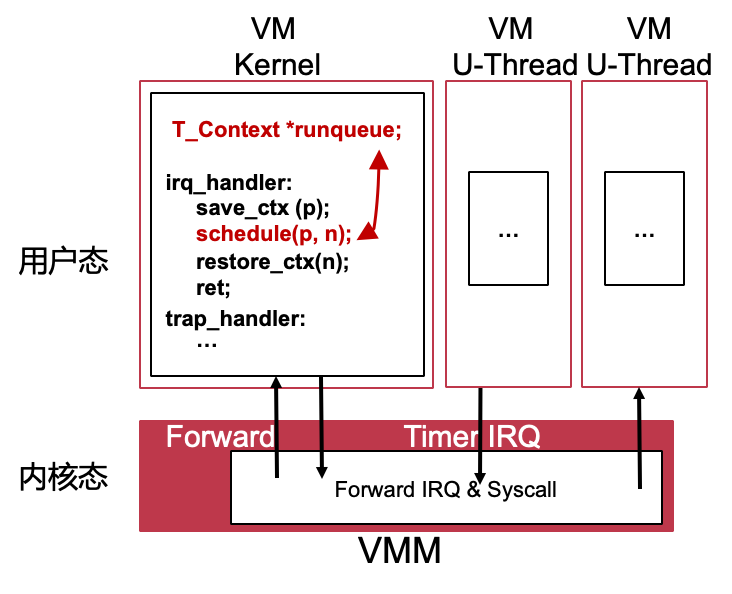 VM
Kernel
VM
U-Thread
VM
U-Thread
T_Context *runqueue;
irq_handler:
save_ctx (p);
schedule(p, n);
restore_ctx(n);
ret;
trap_handler:
...
...
...
用户态
Forward
Timer IRQ
内核态
Forward IRQ & Syscall
VMM